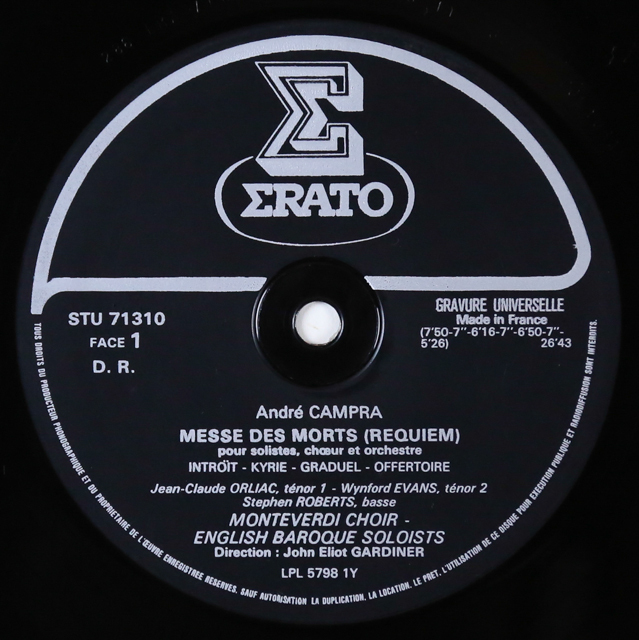 ΣRATO
STU 71310
FACE 1
D. R.
GRAVURE UNIVERSELLE
Made in France
(7'50-7"-6'16-7"-6'50-7"-
5'26) 26'43
André CAMPRA
MESSE DES MORTS (REQUIEM)
pour solistes, chœur et orchestre
INTROÏT - KYRIE - GRADUEL - OFFERTOIRE
Jean-Claude ORLIAC, ténor 1 - Wynford EVANS, ténor 2
Stephen ROBERTS, basse
MONTEVERDI CHOIR -
ENGLISH BAROQUE SOLOISTS
Direction : John Eliot GARDINER
LPL 5798 1Y
TOUS DROITS DU PRODUCTEUR PHONOGRAPHIQUE ET DU PROPRIETAIRE DE L'ŒUVRE ENREGISTREE RESERVES. SAUF AUTORISATION LA DUPLICATION, LA LOCATION, LE PRET, L'UTILISATION DE CE DISQUE POUR EXECUTION PUBLIQUE ET RADIODIFFUSION SONT INTERDITS.